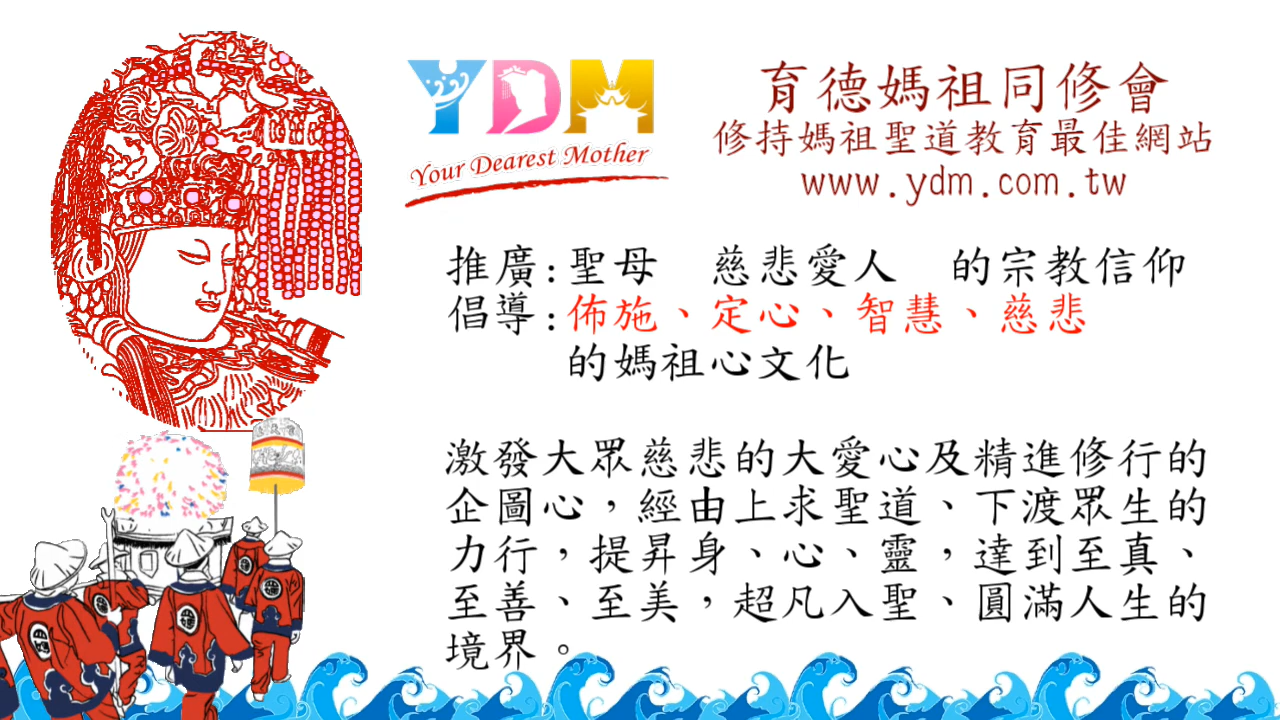 YDM
Your Dearest Mother
育德媽祖同修會
修持媽祖聖道教育最佳網站
www.ydm.com.tw
推廣:聖母 慈悲愛人 的宗教信仰
倡導:佈施、定心、智慧、慈悲
的媽祖心文化
激發大眾慈悲的大愛心及精進修行的
企圖心，經由上求聖道、下渡眾生的
力行，提昇身、心、靈，達到至真、
至善、至美，超凡入聖、圓滿人生的
境界。